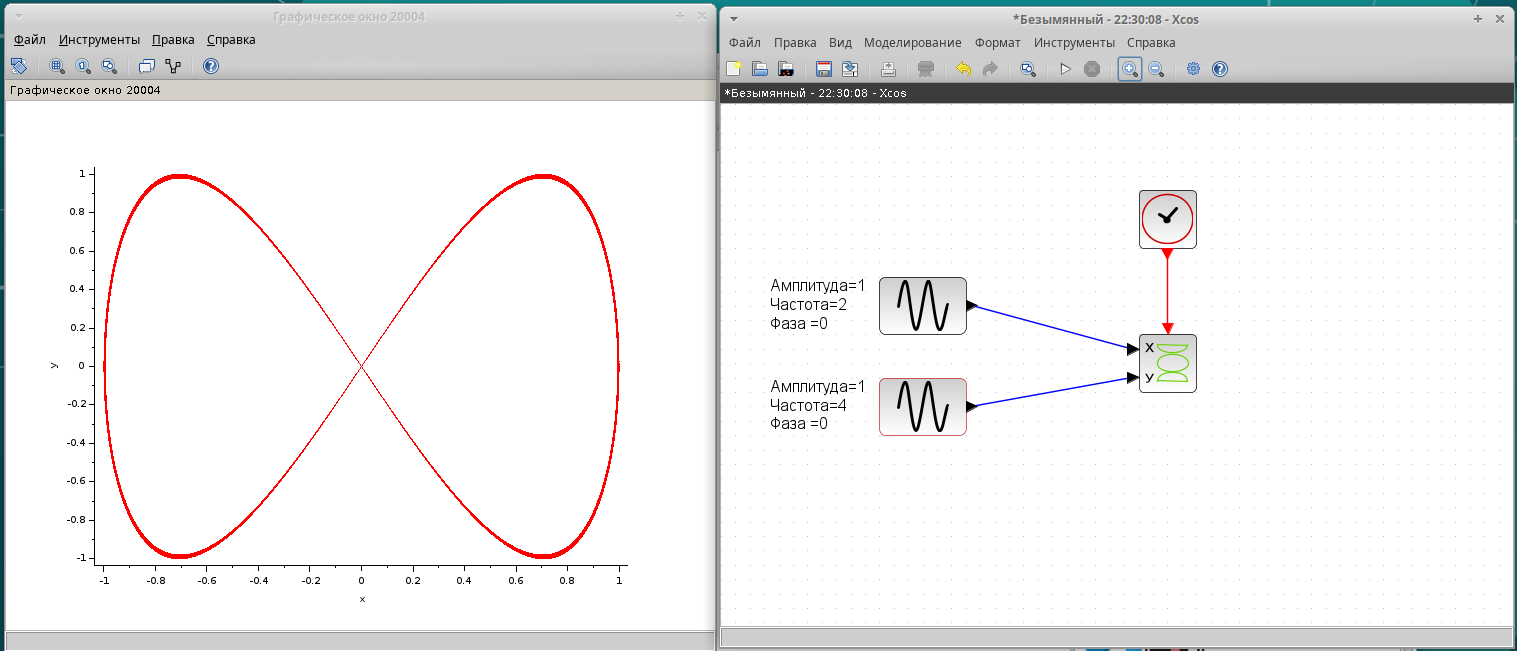 Графическое окно 20004
Файл Инструменты Правка Справка
Графическое окно 20004
1
0.8
0.6
0.4
0.2
0
-0.2
-0.4
-0.6
-0.8
-1
y
-1 -0.8 -0.6 -0.4 -0.2 0 0.2 0.4 0.6 0.8 1
x
*Безымянный - 22:30:08 - Xcos
Файл Правка Вид Моделирование Формат Инструменты Справка
*Безымянный - 22:30:08 - Xcos
Амплитуда=1
Частота=2
Фаза =0
Амплитуда=1
Частота=4
Фаза =0
X
y